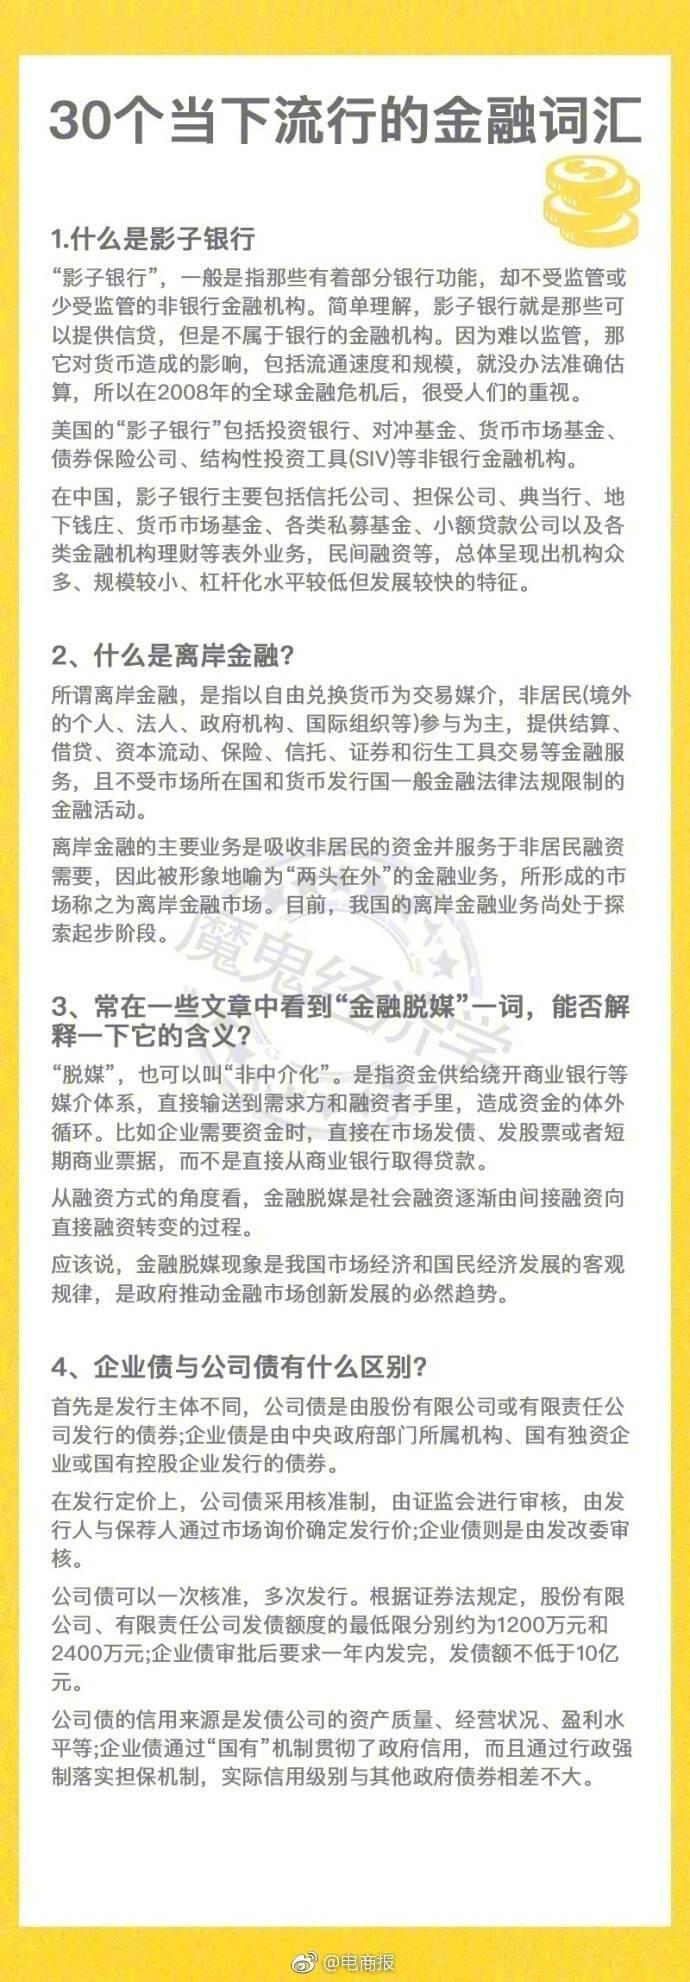 30个当下流行的金融词汇
1.什么是影子银行
“影子银行”，一般是指那些有着部分银行功能，却不受监管或
少受监管的非银行金融机构。简单理解，影子银行就是那些可
以提供信贷，但是不属于银行的金融机构。因为难以监管，那
它对货币造成的影响，包括流通速度和规模，就没办法准确估
算，所以在2008年的全球金融危机后，很受人们的重视。
美国的“影子银行”包括投资银行、对冲基金、货币市场基金、
债券保险公司、结构性投资工具(SIV)等非银行金融机构。
在中国，影子银行主要包括信托公司、担保公司、典当行、地
下钱庄、货币市场基金、各类私募基金、小额贷款公司以及各
类金融机构理财等表外业务，民间融资等，总体呈现出机构众
多、规模较小、杠杆化水平较低但发展较快的特征。
2、什么是离岸金融？
所谓离岸金融，是指以自由兑换货币为交易媒介，非居民(境外
的个人、法人、政府机构、国际组织等)参与为主，提供结算、
借贷、资本流动、保险、信托、证券和衍生工具交易等金融服
务，且不受市场所在国和货币发行国一般金融法律法规限制的
金融活动。
离岸金融的主要业务是吸收非居民的资金并服务于非居民融资
需要，因此被形象地喻为“两头在外”的金融业务，所形成的市
场称之为离岸金融市场。目前，我国的离岸金融业务尚处于探
索起步阶段。
魔鬼经济学
3、常在一些文章中看到“金融脱媒”一词，能否解
释一下它的含义？
“脱媒”，也可以叫“非中介化”。是指资金供给绕开商业银行等
媒介体系，直接输送到需求方和融资者手里，造成资金的体外
循环。比如企业需要资金时，直接在市场发债、发股票或者短
期商业票据，而不是直接从商业银行取得贷款。
从融资方式的角度看，金融脱媒是社会融资逐渐由间接融资向
直接融资转变的过程。
应该说，金融脱媒现象是我国市场经济和国民经济发展的客观
规律，是政府推动金融市场创新发展的必然趋势。
4、企业债与公司债有什么区别？
首先是发行主体不同，公司债是由股份有限公司或有限责任公
司发行的债券;企业债是由中央政府部门所属机构、国有独资企
业或国有控股企业发行的债券。
在发行定价上，公司债采用核准制，由证监会进行审核，由发
行人与保荐人通过市场询价确定发行价;企业债则是由发改委审
核。
公司债可以一次核准，多次发行。根据证券法规定，股份有限
公司、有限责任公司发债额度的最低限分别约为1200万元和
2400万元;企业债审批后要求一年内发完，发债额不低于10亿
元。
公司债的信用来源是发债公司的资产质量、经营状况、盈利水
平等;企业债通过“国有”机制贯彻了政府信用，而且通过行政强
制落实担保机制，实际信用级别与其他政府债券相差不大。
@电商报